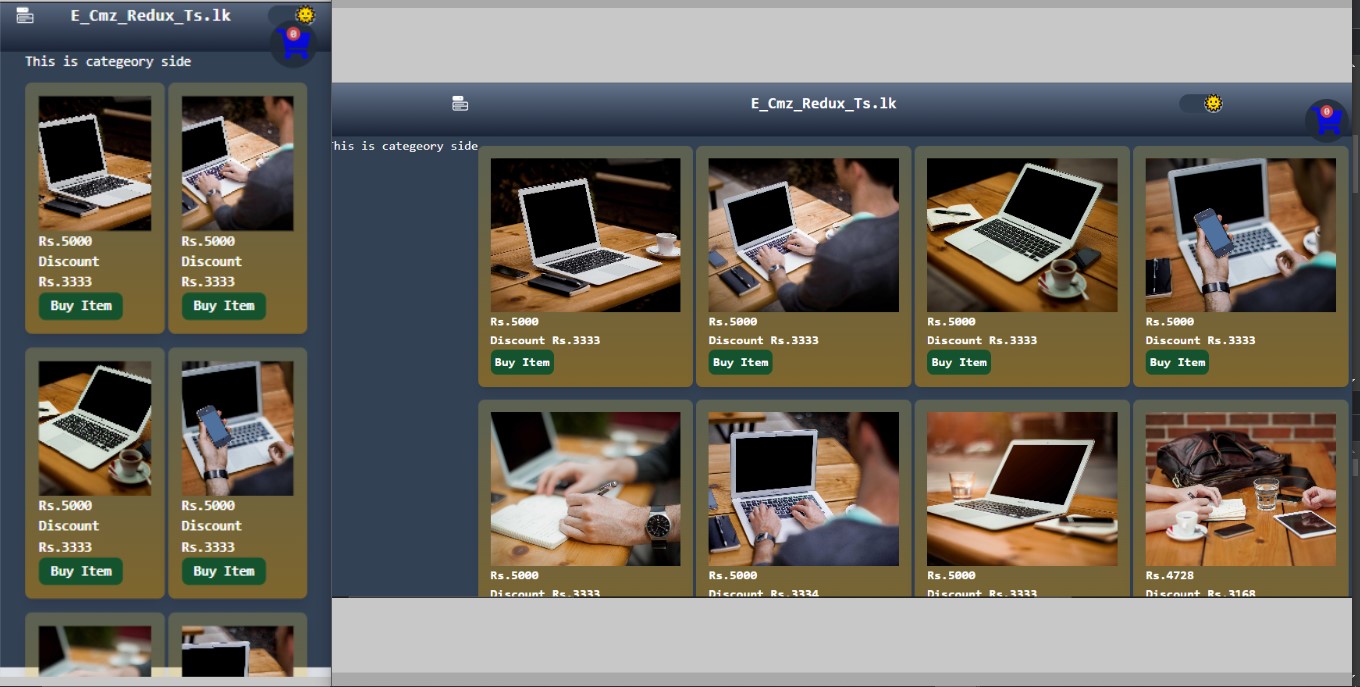 E_Cmz_Redux_Ts.lk
0
This is categeory side
Rs.5000
Discount
Rs.3333
Buy Item
Rs.5000
Discount
Rs.3333
Buy Item
Rs.5000
Discount
Rs.3333
Buy Item
Rs.5000
Discount
Rs.3333
Buy Item
E_Cmz_Redux_Ts.lk
0
This is categeory side
Rs.5000
Discount Rs.3333
Buy Item
Rs.5000
Discount Rs.3333
Buy Item
Rs.5000
Discount Rs.3333
Buy Item
Rs.5000
Discount Rs.3333
Buy Item
Rs.5000
Discount Rs.3333
Rs.5000
Discount Rs.3334
Rs.5000
Discount Rs.3333
Rs.4728
Discount Rs.3168